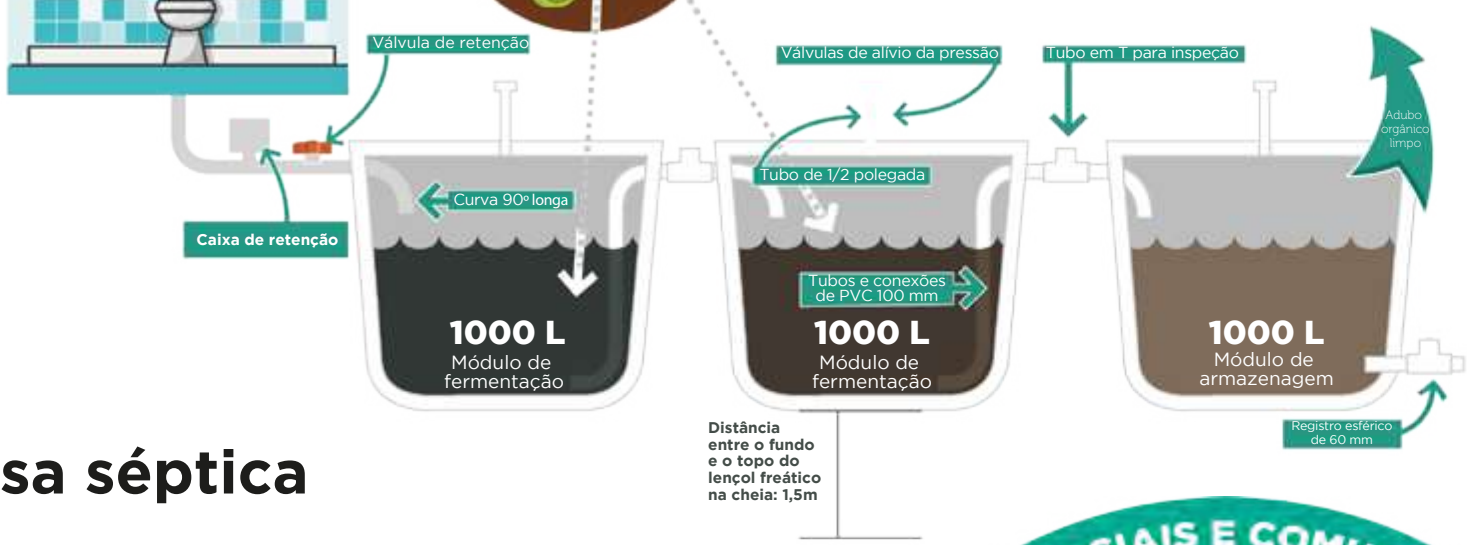 Válvula de retenção
Válvulas de alívio da pressão
Tubo em T para inspeção
Adubo
orgânico
limpo
Tubo de 1/2 polegada
Curva 90º longa
Caixa de retenção
Tubos e conexões
de PVC 100 mm
1000 L
Módulo de
fermentação
1000 L
Módulo de
fermentação
1000 L
Módulo de
armazenagem
Registro esférico
de 60 mm
Distância
entre o fundo
e o topo do
lençol freático
na cheia: 1,5m
sa séptica